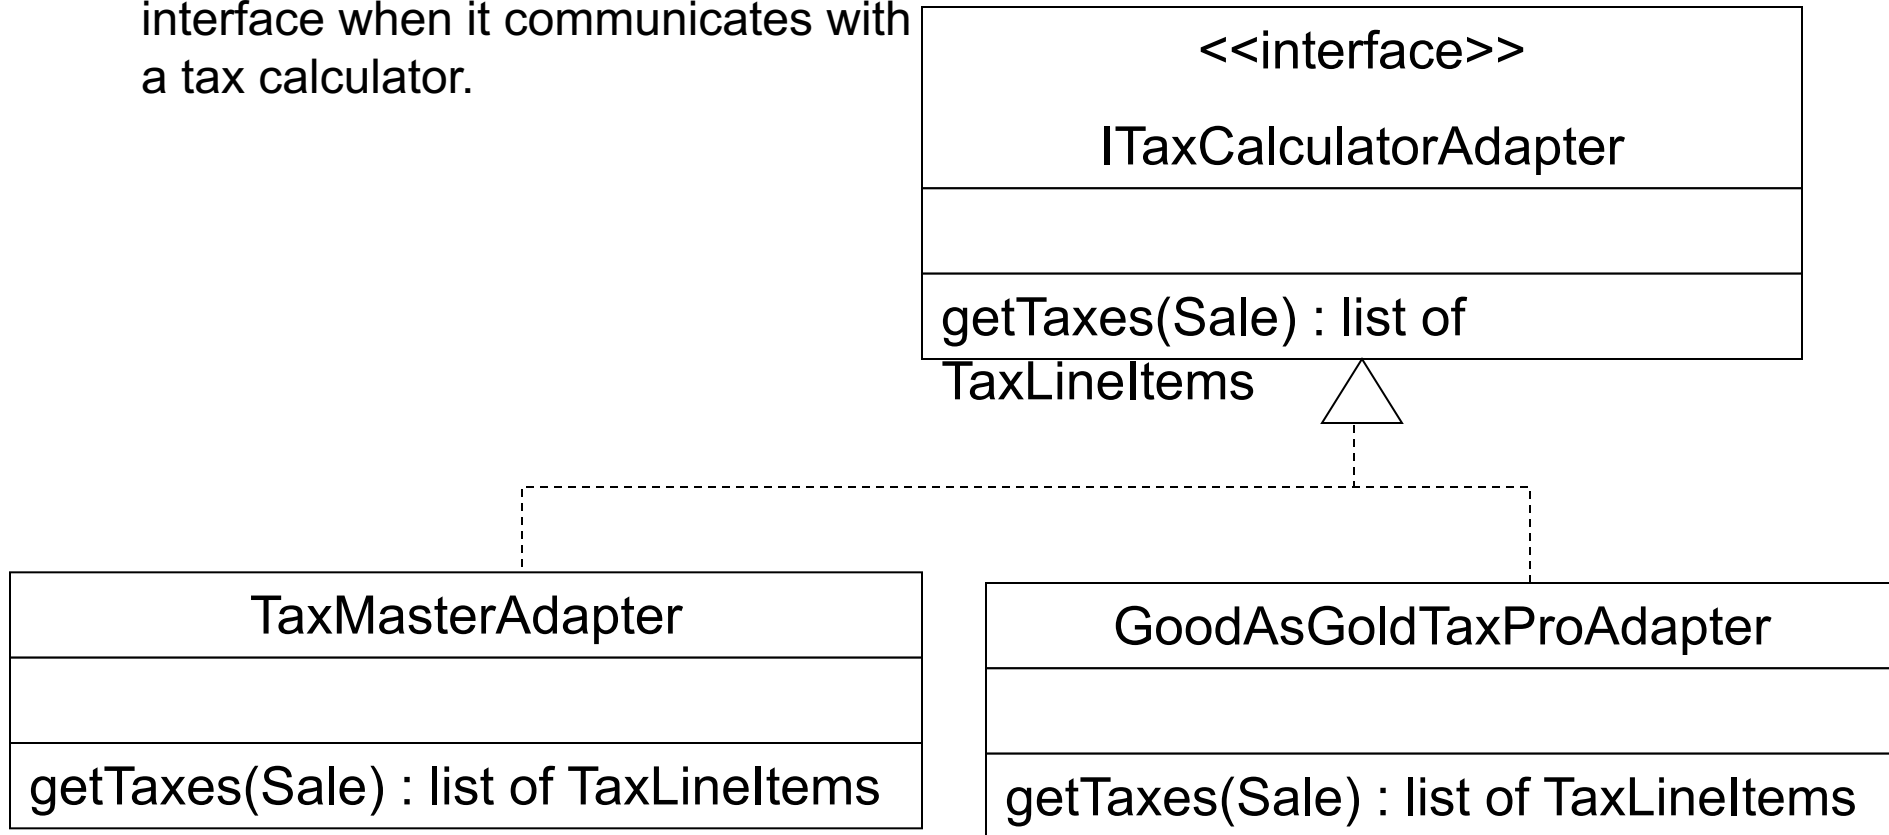 interface when it communicates with
a tax calculator.
<<interface>>
ITaxCalculatorAdapter
getTaxes(Sale) : list of
TaxLineItems
TaxMasterAdapter
getTaxes(Sale) : list of TaxLineItems
GoodAsGoldTaxProAdapter
getTaxes(Sale) : list of TaxLineItems